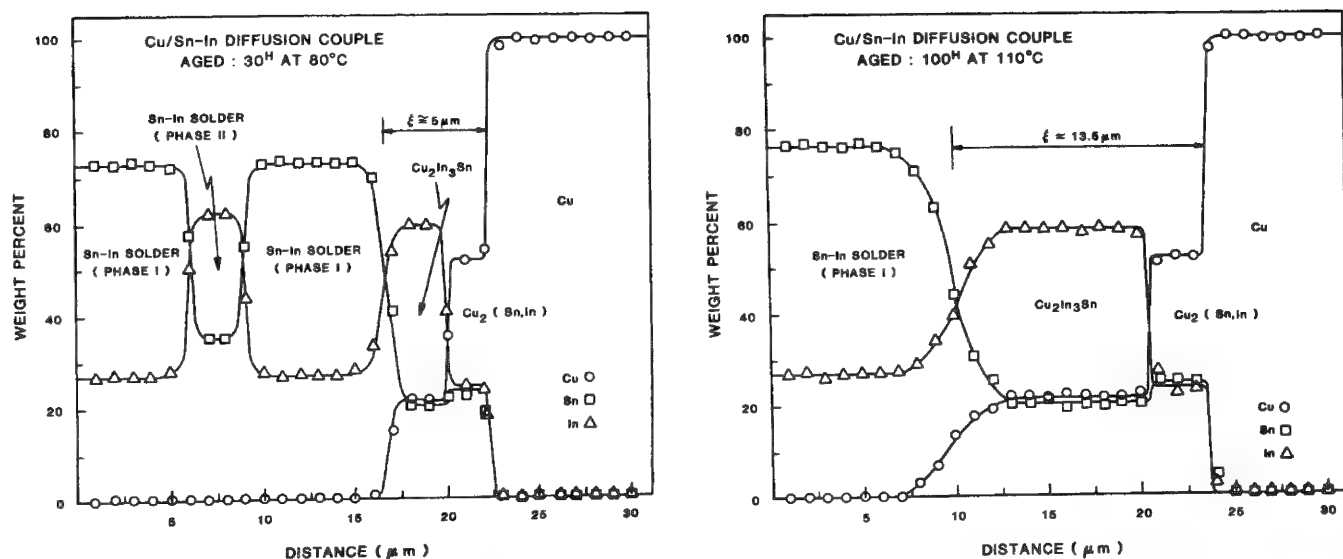 Cu/Sn-In DIFFUSION COUPLE
AGED : 30ᴴ AT 80°C
Sn-In SOLDER
( PHASE II )
ξ ≅ 5 μm
Cu₂In₃Sn
Cu
Sn-In SOLDER
( PHASE I )
Sn-In SOLDER
( PHASE I )
Cu₂ ( Sn,In )
Cu ○
Sn □
In △
WEIGHT PERCENT
100
80
60
40
20
0
5
10
15
20
25
30
DISTANCE ( μm )
Cu/Sn-In DIFFUSION COUPLE
AGED : 100ᴴ AT 110°C
ξ = 13.5μm
Cu
Sn-In SOLDER
( PHASE I )
Cu₂In₃Sn
Cu₂ ( Sn,In )
Cu ○
Sn □
In △
WEIGHT PERCENT
100
80
60
40
20
0
5
10
15
20
25
30
DISTANCE ( μm )